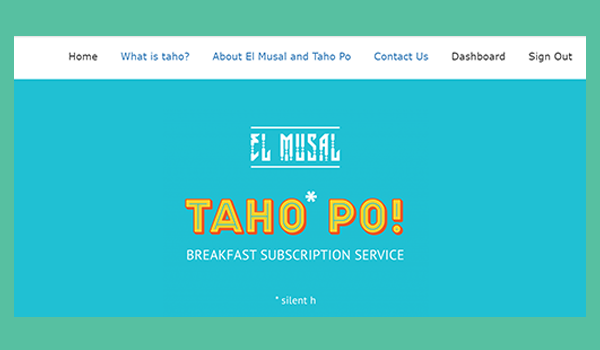 Home What is taho? About El Musal and Taho Po Contact Us Dashboard Sign Out
EL MUSAL
TAHO* PO!
BREAKFAST SUBSCRIPTION SERVICE
* silent h